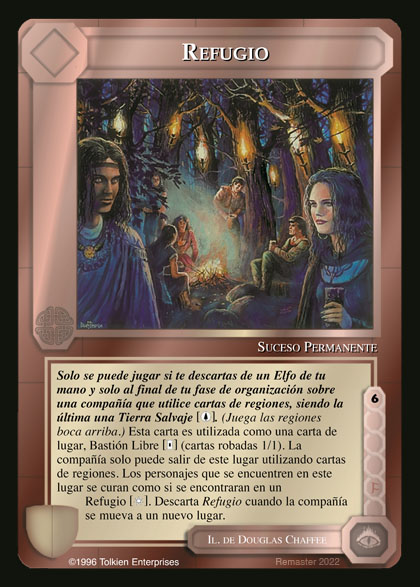 REFUGIO
SUCESO PERMANENTE
Solo se puede jugar si te descartas de un Elfo de tu
mano y solo al final de tu fase de organización sobre
una compañía que utilice cartas de regiones, siendo la
última una Tierra Salvaje [ ]. (Juega las regiones
boca arriba.) Esta carta es utilizada como una carta de
lugar, Bastión Libre [ ] (cartas robadas 1/1). La
compañía solo puede salir de este lugar utilizando cartas
de regiones. Los personajes que se encuentren en este
lugar se curan como si se encontraran en un
Refugio [ ]. Descarta Refugio cuando la compañía
se mueva a un nuevo lugar.
6
IL. DE DOUGLAS CHAFFEE
©1996 Tolkien Enterprises
Remaster 2022